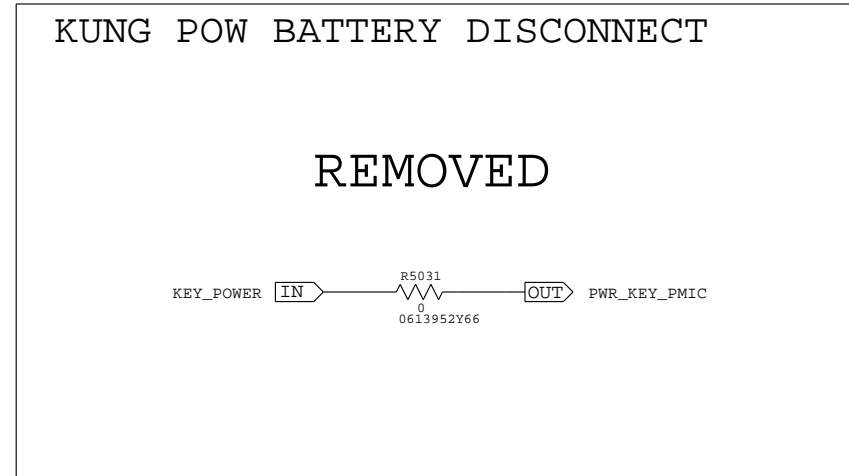 KUNG POW BATTERY DISCONNECT
REMOVED
R5031
KEY_POWER IN OUT PWR_KEY_PMIC
0
0613952Y66